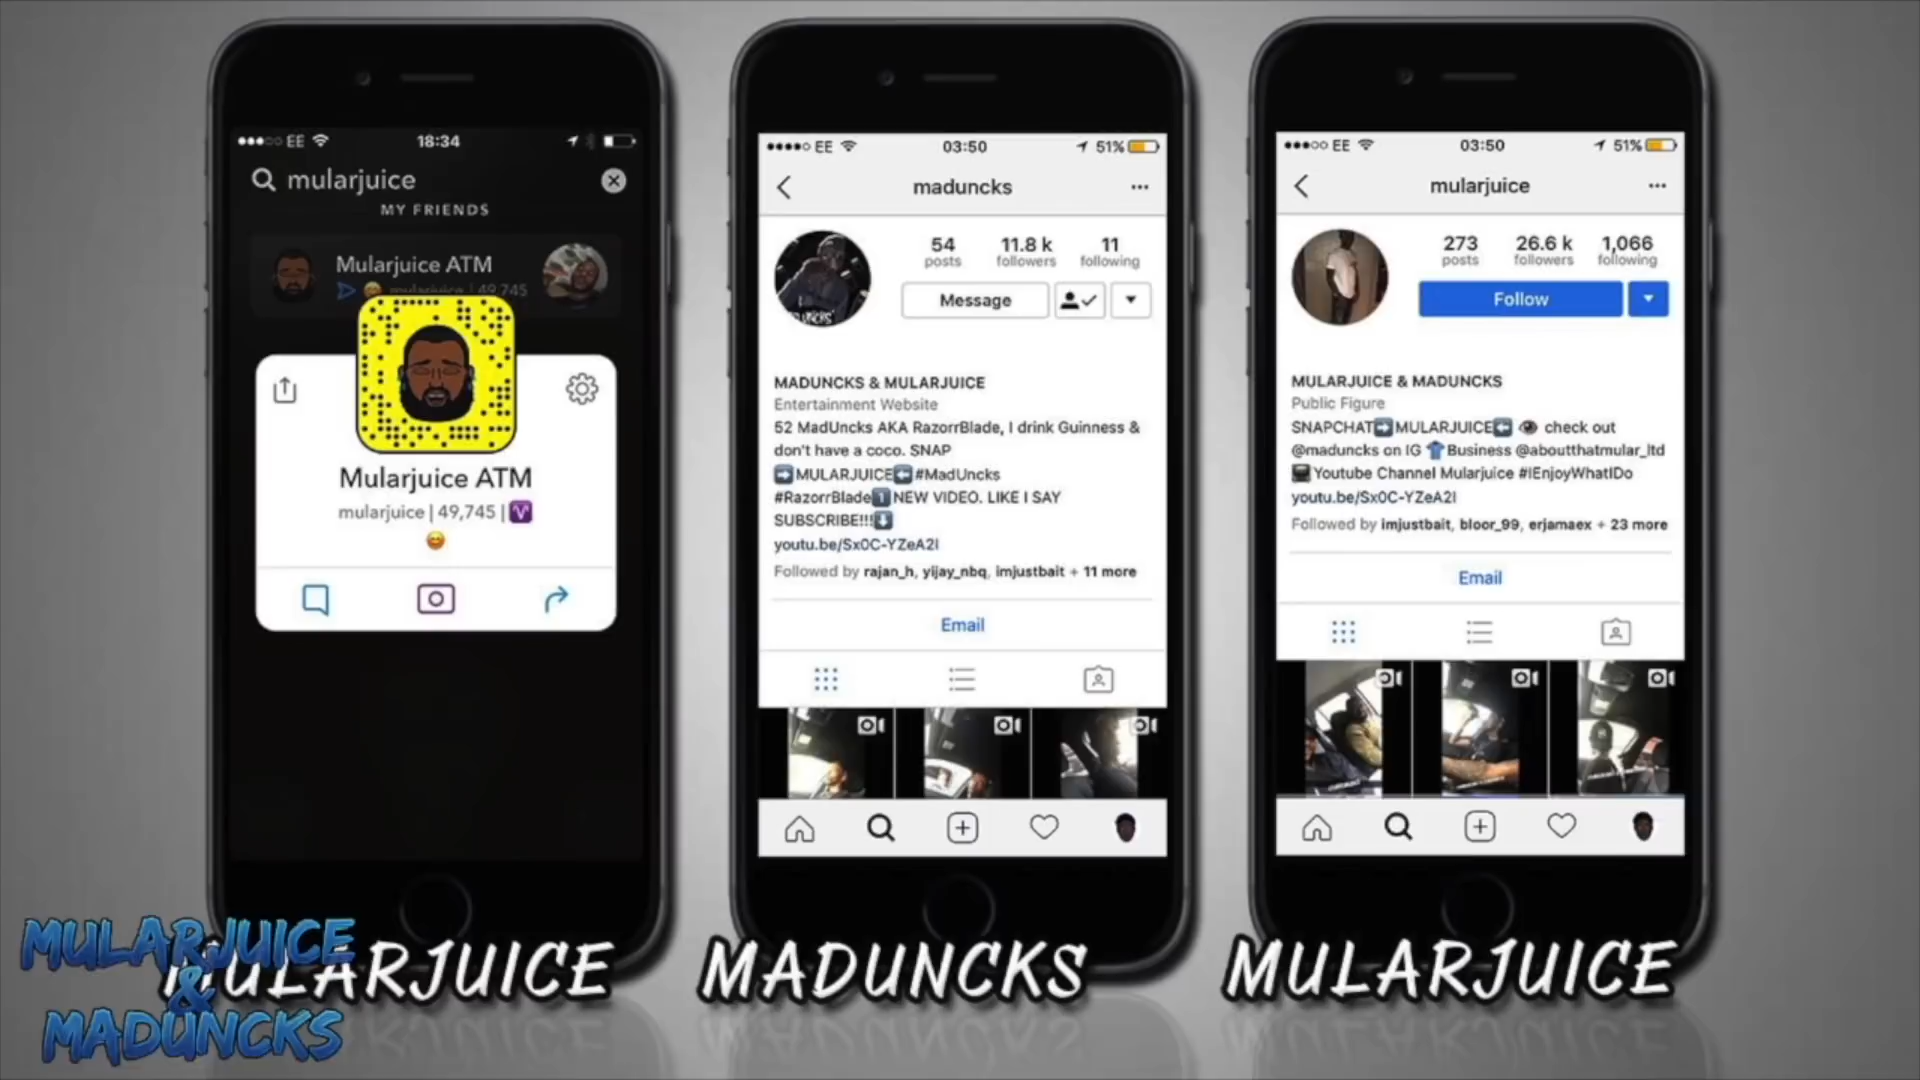 EE
18:34
mularjuice
MY FRIENDS
Mularjuice ATM
mularjuice | 49,745
Mularjuice ATM
mularjuice | 49,745 |
EE
03:50
51%
maduncks
54
11.8 k
11
posts
followers
following
Message
MADUNCKS & MULARJUICE
Entertainment Website
52 MadUncks AKA RazorrBlade, I drink Guinness &
don't have a coco. SNAP
➡️MULARJUICE⬅️#MadUncks
#RazorrBlade1️⃣NEW VIDEO. LIKE I SAY
SUBSCRIBE!!!⬇️
youtu.be/Sx0C-YZeA2I
Followed by rajan_h, yijay_nbq, imjustbait + 11 more
Email
EE
03:50
51%
mularjuice
273
26.6 k
1,066
posts
followers
following
Follow
MULARJUICE & MADUNCKS
Public Figure
SNAPCHAT➡️MULARJUICE⬅️ 👁 check out
@maduncks on IG 👕Business @aboutthatmular_ltd
Youtube Channel Mularjuice #IEnjoyWhatIDo
youtu.be/Sx0C-YZeA2I
Followed by imjustbait, bloor_99, erjamaex + 23 more
Email
MULARJUICE
&
MADUNCKS
MULARJUICE
MADUNCKS
MULARJUICE